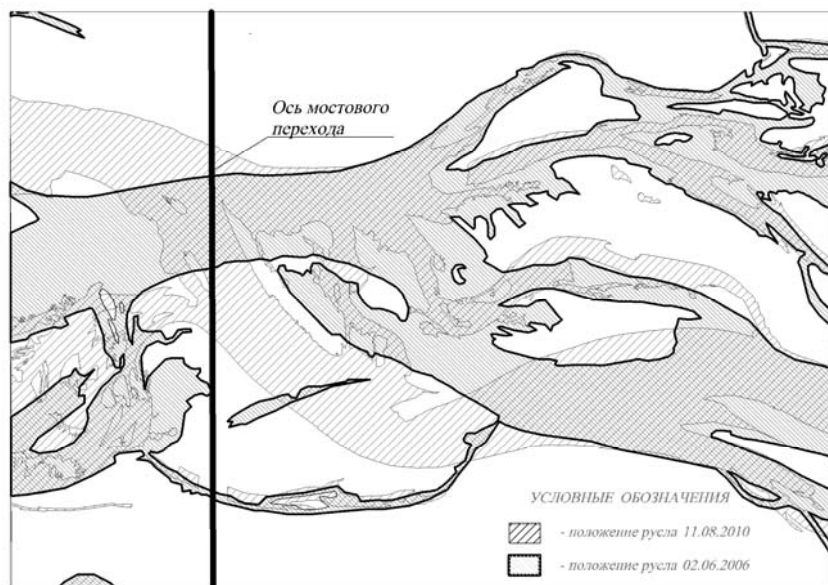 Ось мостового
перехода
УСЛОВНЫЕ ОБОЗНАЧЕНИЯ
- положение русла 11.08.2010
- положение русла 02.06.2006